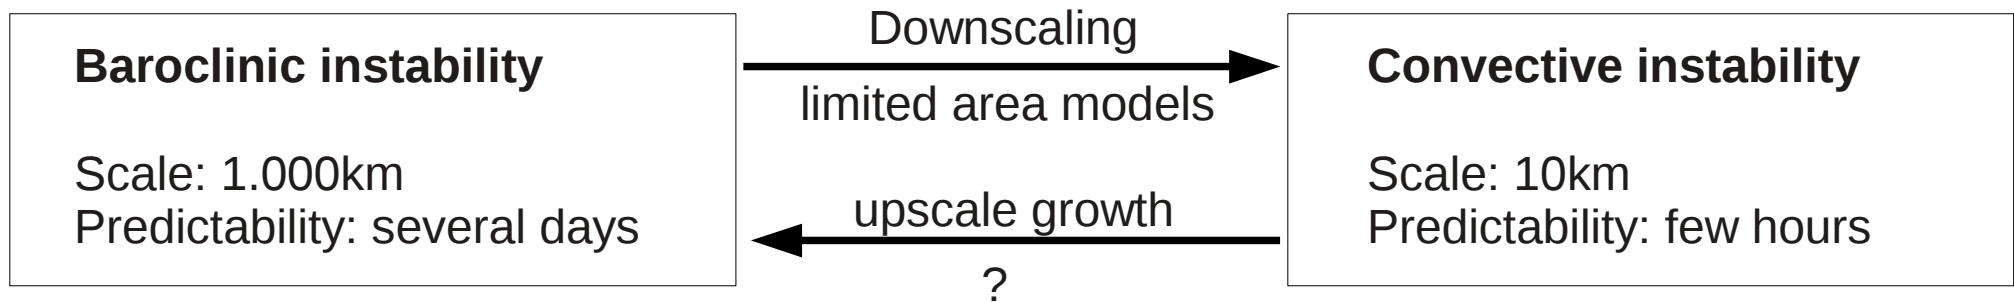 Baroclinic instability
Scale: 1.000km
Predictability: several days
Downscaling
limited area models
upscale growth
?
Convective instability
Scale: 10km
Predictability: few hours